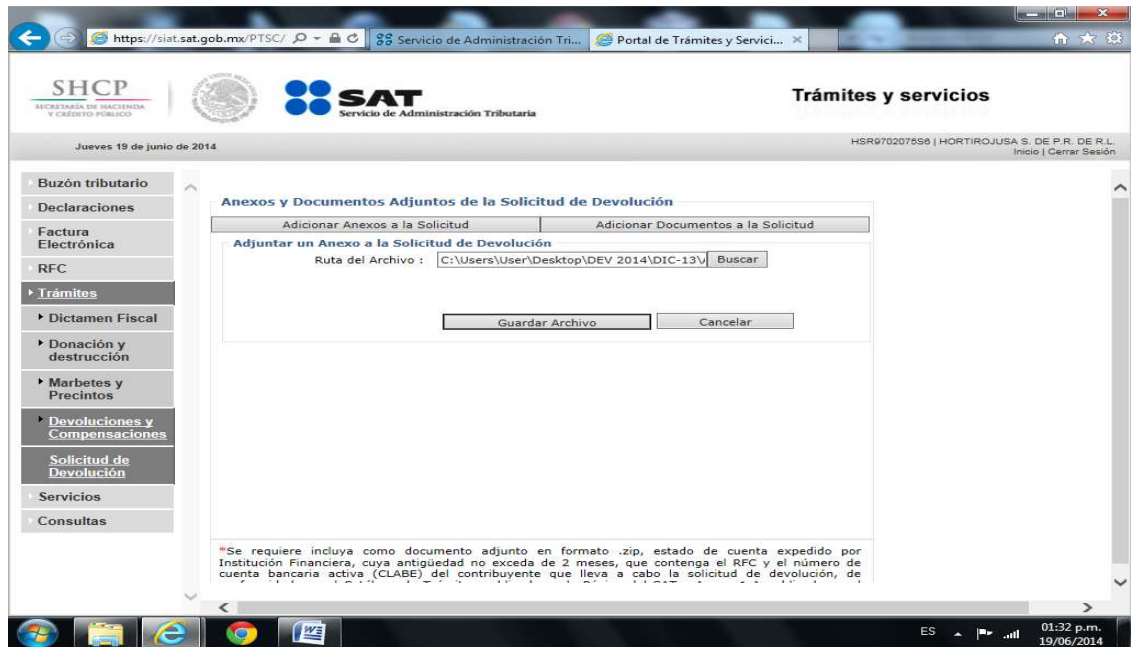 https://siat.sat.gob.mx/PTSC/
Servicio de Administración Tri...
Portal de Trámites y Servici...
SHCP
SECRETARÍA DE HACIENDA
Y CRÉDITO PÚBLICO
SAT
Servicio de Administración Tributaria
Trámites y servicios
Jueves 19 de junio de 2014
HSR9702075S6 | HORTIROJUSA S. DE P.R. DE R.L.
Inicio | Cerrar Sesión
Buzón tributario
Declaraciones
Factura
Electrónica
RFC
Trámites
Dictamen Fiscal
Donación y
destrucción
Marbetes y
Precintos
Devoluciones y
Compensaciones
Solicitud de
Devolución
Servicios
Consultas
Anexos y Documentos Adjuntos de la Solicitud de Devolución
Adicionar Anexos a la Solicitud
Adicionar Documentos a la Solicitud
Adjuntar un Anexo a la Solicitud de Devolución
Ruta del Archivo : C:\Users\User\Desktop\DEV 2014\DIC-13\ Buscar
Guardar Archivo
Cancelar
*Se requiere incluya como documento adjunto en formato .zip, estado de cuenta expedido por
Institución Financiera, cuya antigüedad no exceda de 2 meses, que contenga el RFC y el número de
cuenta bancaria activa (CLABE) del contribuyente que lleva a cabo la solicitud de devolución, de
ES
01:32 p.m.
19/06/2014